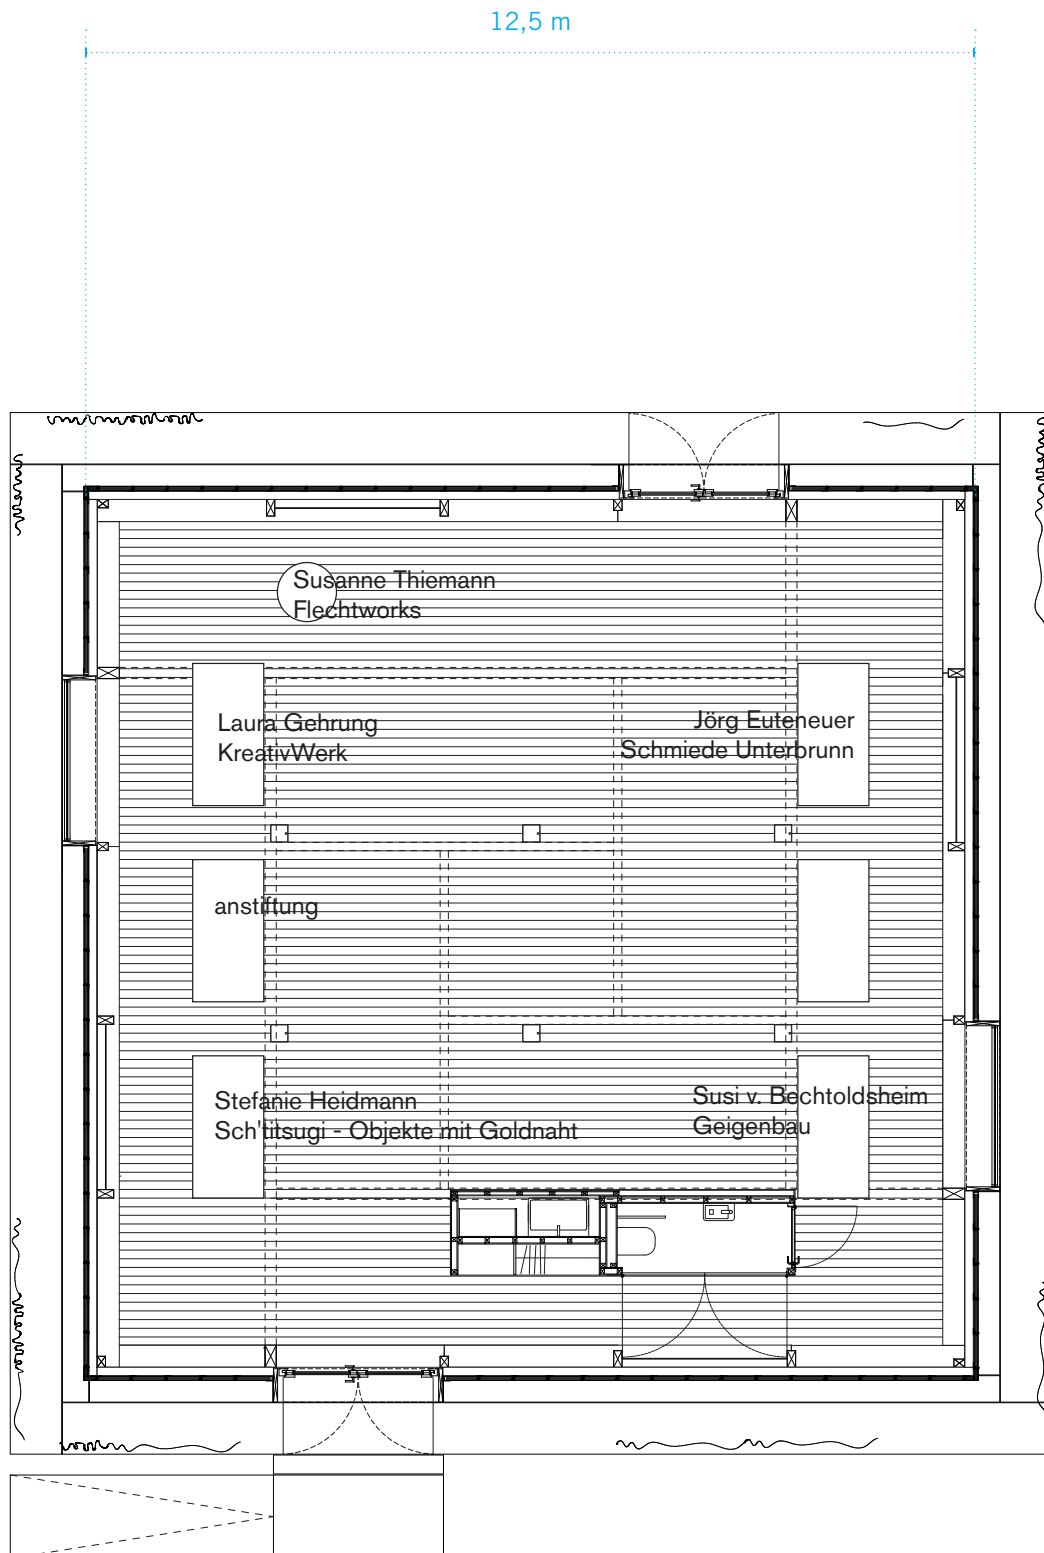 12,5 m
Susanne Thiemann
Flechtworks
Laura Gehrung
KreativWerk
Jörg Euteneuer
Schmiede Unterbrunn
anstiftung
Stefanie Heidmann
Sch'titsugi - Objekte mit Goldnaht
Susi v. Bechtoldsheim
Geigenbau